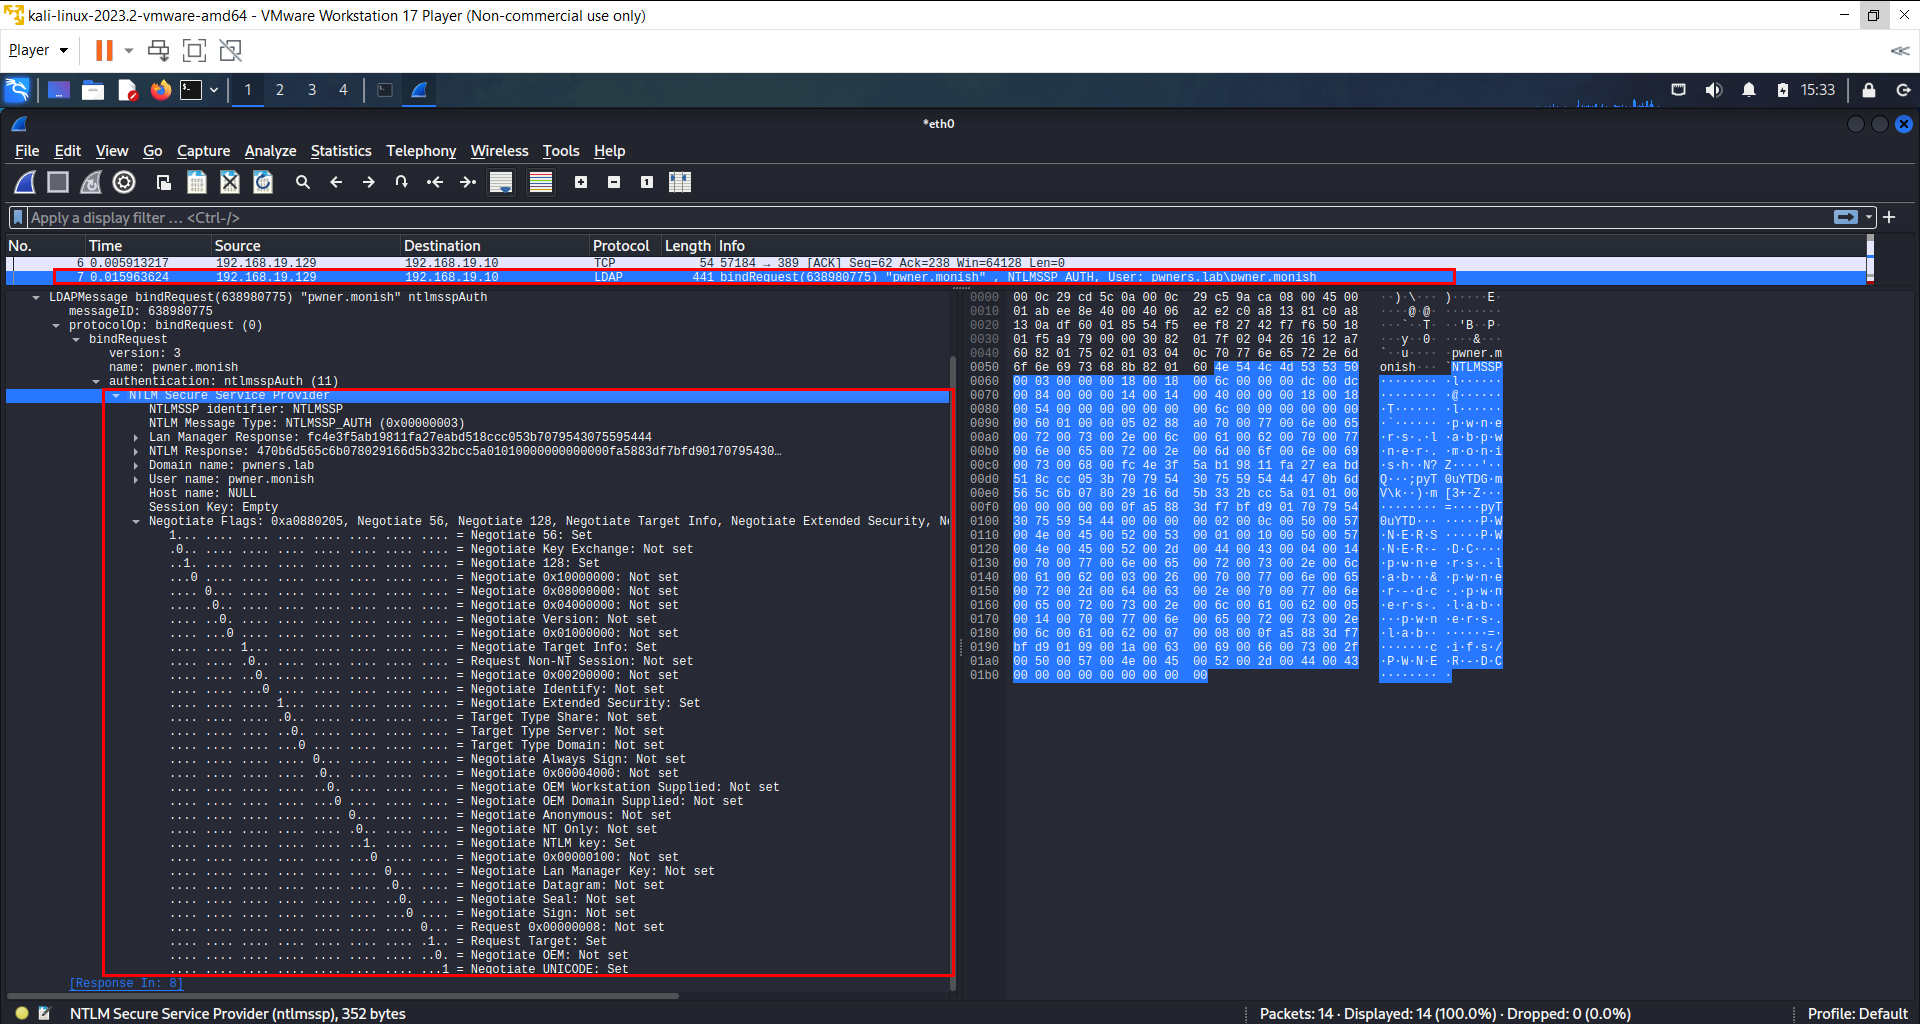 kali-linux-2023.2-vmware-amd64 - VMware Workstation 17 Player (Non-commercial use only)
Player
1 2 3 4
15:33
*eth0
File Edit View Go Capture Analyze Statistics Telephony Wireless Tools Help
Apply a display filter … <Ctrl-/>
No. Time Source Destination Protocol Length Info
6 0.005913217 192.168.19.129 192.168.19.10 TCP 54 57184 → 389 [ACK] Seq=62 Ack=238 Win=64128 Len=0
7 0.015963624 192.168.19.129 192.168.19.10 LDAP 441 bindRequest(638980775) "pwner.monish" , NTLMSSP_AUTH, User: pwners.lab\pwner.monish
LDAPMessage bindRequest(638980775) "pwner.monish" ntlmsspAuth
messageID: 638980775
protocolOp: bindRequest (0)
bindRequest
version: 3
name: pwner.monish
authentication: ntlmsspAuth (11)
NTLM Secure Service Provider
NTLMSSP identifier: NTLMSSP
NTLM Message Type: NTLMSSP_AUTH (0x00000003)
Lan Manager Response: fc4e3f5ab19811fa27eabd518ccc053b7079543075595444
NTLM Response: 470b6d565c6b078029166d5b332bcc5a01010000000000000fa5883df7bfd90170795430…
Domain name: pwners.lab
User name: pwner.monish
Host name: NULL
Session Key: Empty
Negotiate Flags: 0xa0880205, Negotiate 56, Negotiate 128, Negotiate Target Info, Negotiate Extended Security, Ne
1... .... .... .... .... .... .... .... = Negotiate 56: Set
.0.. .... .... .... .... .... .... .... = Negotiate Key Exchange: Not set
..1. .... .... .... .... .... .... .... = Negotiate 128: Set
...0 .... .... .... .... .... .... .... = Negotiate 0x10000000: Not set
.... 0... .... .... .... .... .... .... = Negotiate 0x08000000: Not set
.... .0.. .... .... .... .... .... .... = Negotiate 0x04000000: Not set
.... ..0. .... .... .... .... .... .... = Negotiate Version: Not set
.... ...0 .... .... .... .... .... .... = Negotiate 0x01000000: Not set
.... .... 1... .... .... .... .... .... = Negotiate Target Info: Set
.... .... .0.. .... .... .... .... .... = Request Non-NT Session: Not set
.... .... ..0. .... .... .... .... .... = Negotiate 0x00200000: Not set
.... .... ...0 .... .... .... .... .... = Negotiate Identify: Not set
.... .... .... 1... .... .... .... .... = Negotiate Extended Security: Set
.... .... .... .0.. .... .... .... .... = Target Type Share: Not set
.... .... .... ..0. .... .... .... .... = Target Type Server: Not set
.... .... .... ...0 .... .... .... .... = Target Type Domain: Not set
.... .... .... .... 0... .... .... .... = Negotiate Always Sign: Not set
.... .... .... .... .0.. .... .... .... = Negotiate 0x00004000: Not set
.... .... .... .... ..0. .... .... .... = Negotiate OEM Workstation Supplied: Not set
.... .... .... .... ...0 .... .... .... = Negotiate OEM Domain Supplied: Not set
.... .... .... .... .... 0... .... .... = Negotiate Anonymous: Not set
.... .... .... .... .... .0.. .... .... = Negotiate NT Only: Not set
.... .... .... .... .... ..1. .... .... = Negotiate NTLM key: Set
.... .... .... .... .... ...0 .... .... = Negotiate 0x00000100: Not set
.... .... .... .... .... .... 0... .... = Negotiate Lan Manager Key: Not set
.... .... .... .... .... .... .0.. .... = Negotiate Datagram: Not set
.... .... .... .... .... .... ..0. .... = Negotiate Seal: Not set
.... .... .... .... .... .... ...0 .... = Negotiate Sign: Not set
.... .... .... .... .... .... .... 0... = Request 0x00000008: Not set
.... .... .... .... .... .... .... .1.. = Request Target: Set
.... .... .... .... .... .... .... ..0. = Negotiate OEM: Not set
.... .... .... .... .... .... .... ...1 = Negotiate UNICODE: Set
[Response In: 8]
0000 00 0c 29 cd 5c 0a 00 0c 29 c5 9a ca 08 00 45 00 ··)·\···)·····E·
0010 01 ab ee 8e 40 00 40 06 a2 e2 c0 a8 13 81 c0 a8 ····@·@·········
0020 13 0a df 60 01 85 54 f5 ee f8 27 42 f7 f6 50 18 ···`··T···'B··P·
0030 01 f5 a9 79 00 00 30 82 01 7f 02 04 26 16 12 a7 ···y··0·····&···
0040 60 82 01 75 02 01 03 04 0c 70 77 6e 65 72 2e 6d `··u·····pwner.m
0050 6f 6e 69 73 68 8b 82 01 60 4e 54 4c 4d 53 53 50 onish···`NTLMSSP
0060 00 03 00 00 00 18 00 18 00 6c 00 00 00 dc 00 dc ·········l······
0070 00 84 00 00 00 14 00 14 00 40 00 00 00 18 00 18 ·········@······
0080 00 54 00 00 00 00 00 00 00 6c 00 00 00 00 00 00 ·T·······l······
0090 00 60 01 00 00 05 02 88 a0 70 00 77 00 6e 00 65 ·`·······p·w·n·e
00a0 00 72 00 73 00 2e 00 6c 00 61 00 62 00 70 00 77 ·r·s·.·l·a·b·p·w
00b0 00 6e 00 65 00 72 00 2e 00 6d 00 6f 00 6e 00 69 ·n·e·r·.·m·o·n·i
00c0 00 73 00 68 00 fc 4e 3f 5a b1 98 11 fa 27 ea bd ·s·h··N?Z····'··
00d0 51 8c cc 05 3b 70 79 54 30 75 59 54 44 47 0b 6d Q···;pyT0uYTDG·m
00e0 56 5c 6b 07 80 29 16 6d 5b 33 2b cc 5a 01 01 00 V\k··)·m[3+·Z···
00f0 00 00 00 00 00 0f a5 88 3d f7 bf d9 01 70 79 54 ········=····pyT
0100 30 75 59 54 44 00 00 00 00 02 00 0c 00 50 00 57 0uYTD········P·W
0110 00 4e 00 45 00 52 00 53 00 01 00 10 00 50 00 57 ·N·E·R·S·····P·W
0120 00 4e 00 45 00 52 00 2d 00 44 00 43 00 04 00 14 ·N·E·R·-·D·C····
0130 00 70 00 77 00 6e 00 65 00 72 00 73 00 2e 00 6c ·p·w·n·e·r·s·.·l
0140 00 61 00 62 00 03 00 26 00 70 00 77 00 6e 00 65 ·a·b···&·p·w·n·e
0150 00 72 00 2d 00 64 00 63 00 2e 00 70 00 77 00 6e ·r·-·d·c·.·p·w·n
0160 00 65 00 72 00 73 00 2e 00 6c 00 61 00 62 00 05 ·e·r·s·.·l·a·b··
0170 00 14 00 70 00 77 00 6e 00 65 00 72 00 73 00 2e ···p·w·n·e·r·s·.
0180 00 6c 00 61 00 62 00 07 00 08 00 0f a5 88 3d f7 ·l·a·b········=·
0190 bf d9 01 09 00 1a 00 63 00 69 00 66 00 73 00 2f ·······c·i·f·s·/
01a0 00 50 00 57 00 4e 00 45 00 52 00 2d 00 44 00 43 ·P·W·N·E·R·-·D·C
01b0 00 00 00 00 00 00 00 00 00 ·········
NTLM Secure Service Provider (ntlmssp), 352 bytes
Packets: 14 · Displayed: 14 (100.0%) · Dropped: 0 (0.0%)
Profile: Default